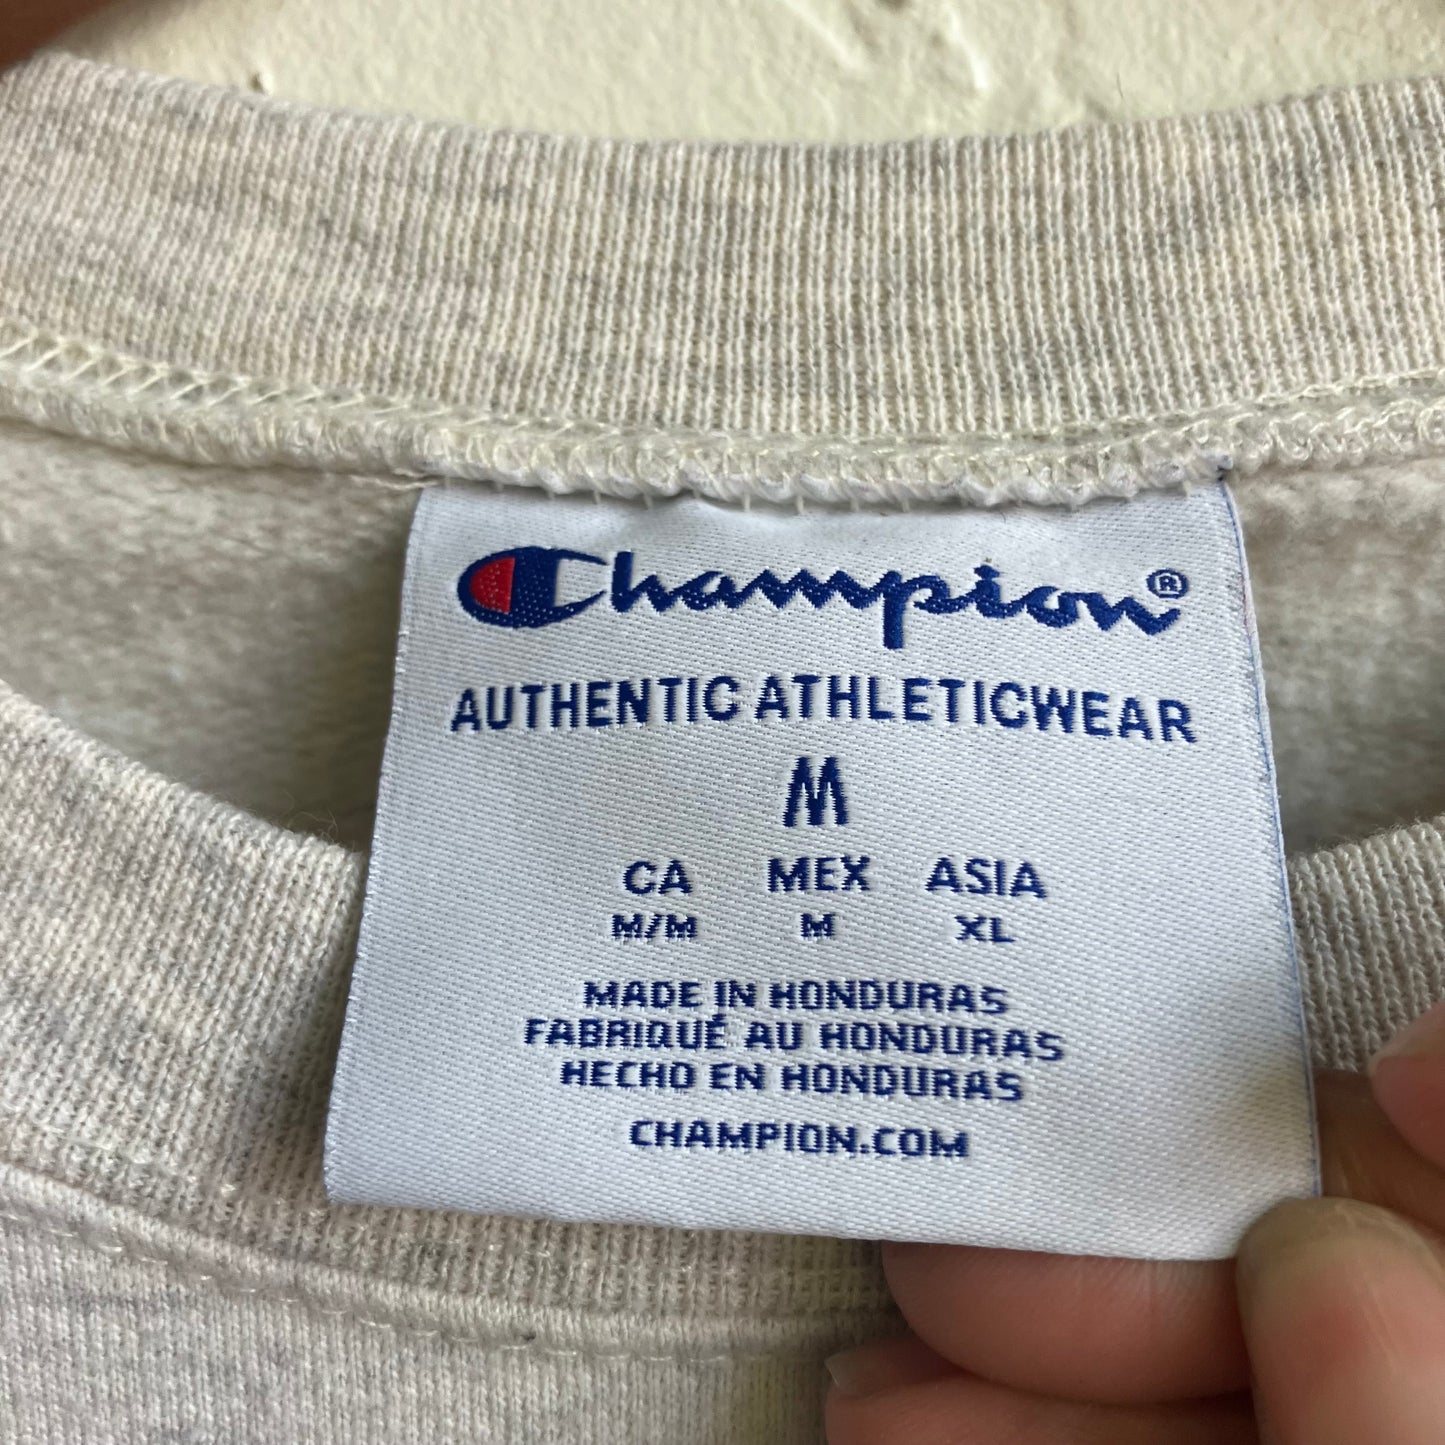 Champion®
AUTHENTIC ATHLETICWEAR
M
CA MEX ASIA
M/M M XL
MADE IN HONDURAS
FABRIQUÉ AU HONDURAS
HECHO EN HONDURAS
CHAMPION.COM